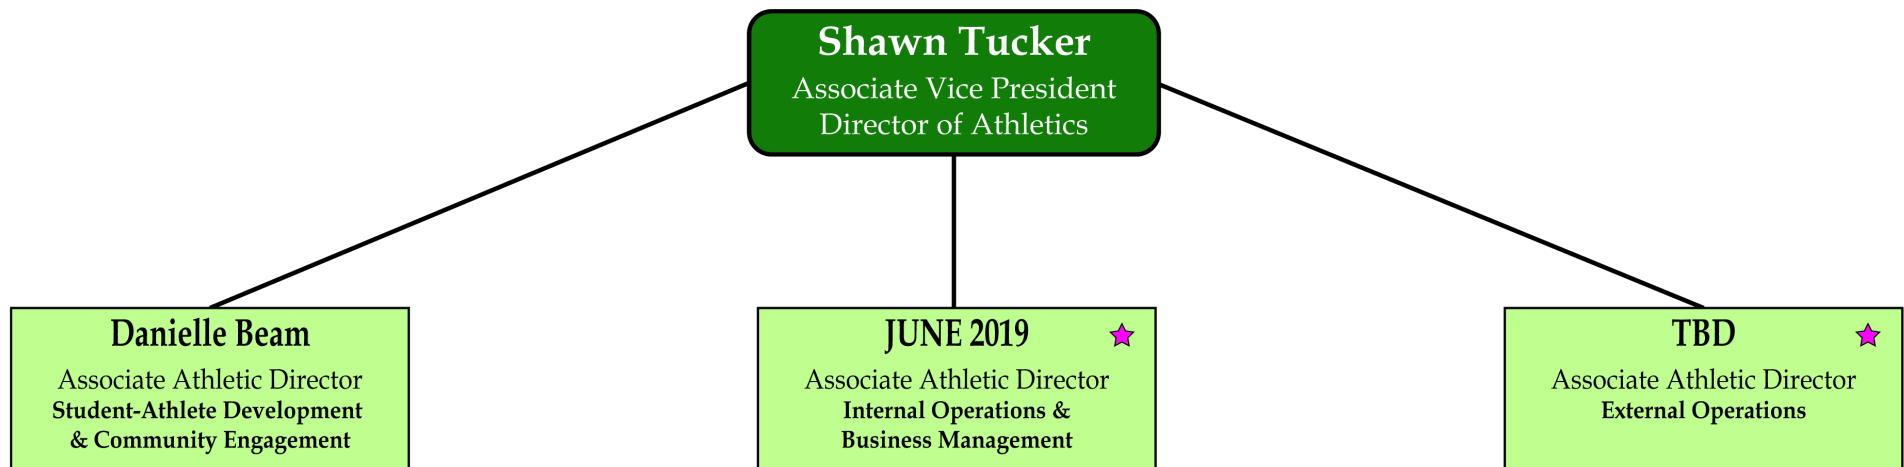 Shawn Tucker
Associate Vice President
Director of Athletics
Danielle Beam
Associate Athletic Director
Student-Athlete Development
& Community Engagement
JUNE 2019
Associate Athletic Director
Internal Operations &
Business Management
TBD
Associate Athletic Director
External Operations